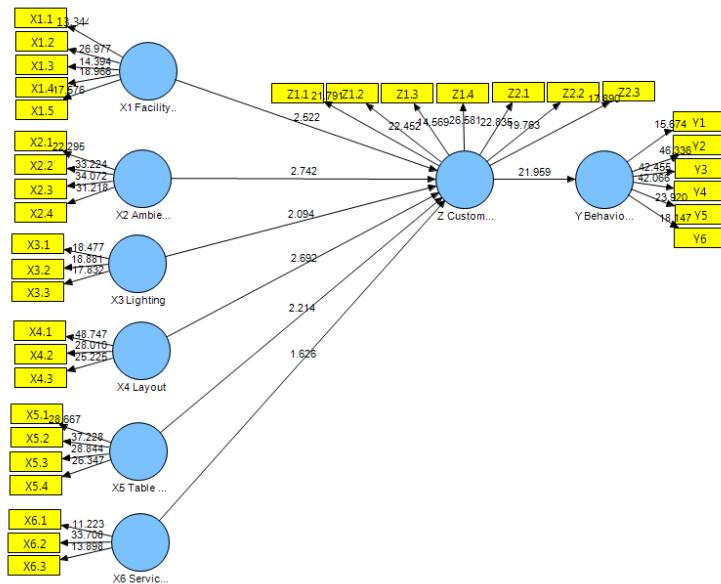 X1.1
13.344
X1.2
26.977
X1.3
14.394
X1.4
18.966
X1.5
17.576
X1 Facility...
X2.1
22.295
X2.2
33.224
X2.3
34.072
X2.4
31.218
X2 Ambie...
X3.1
18.477
X3.2
18.881
X3.3
17.832
X3 Lighting
X4.1
48.747
X4.2
28.010
X4.3
25.225
X4 Layout
X5.1
28.667
X5.2
37.228
X5.3
28.844
X5.4
26.347
X5 Table ...
X6.1
11.223
X6.2
33.708
X6.3
13.898
X6 Servic...
2.522
2.742
2.094
2.692
2.214
1.626
Z1.1
Z1.2
Z1.3
Z1.4
Z2.1
Z2.2
Z2.3
21.791
22.452
14.569
26.581
22.835
19.763
17.890
Z Custom...
21.959
Y Behavio...
15.674
Y1
46.336
Y2
42.455
Y3
42.066
Y4
23.920
Y5
18.147
Y6